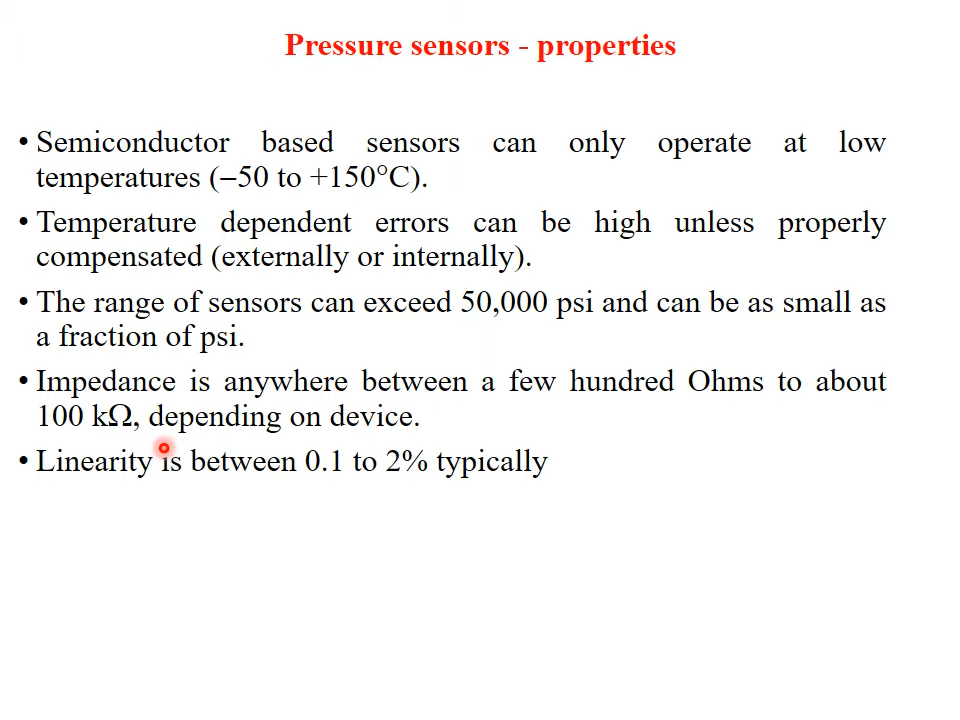 Pressure sensors - properties
• Semiconductor based sensors can only operate at low
temperatures (−50 to +150°C).
• Temperature dependent errors can be high unless properly
compensated (externally or internally).
• The range of sensors can exceed 50,000 psi and can be as small as
a fraction of psi.
• Impedance is anywhere between a few hundred Ohms to about
100 kΩ, depending on device.
• Linearity is between 0.1 to 2% typically